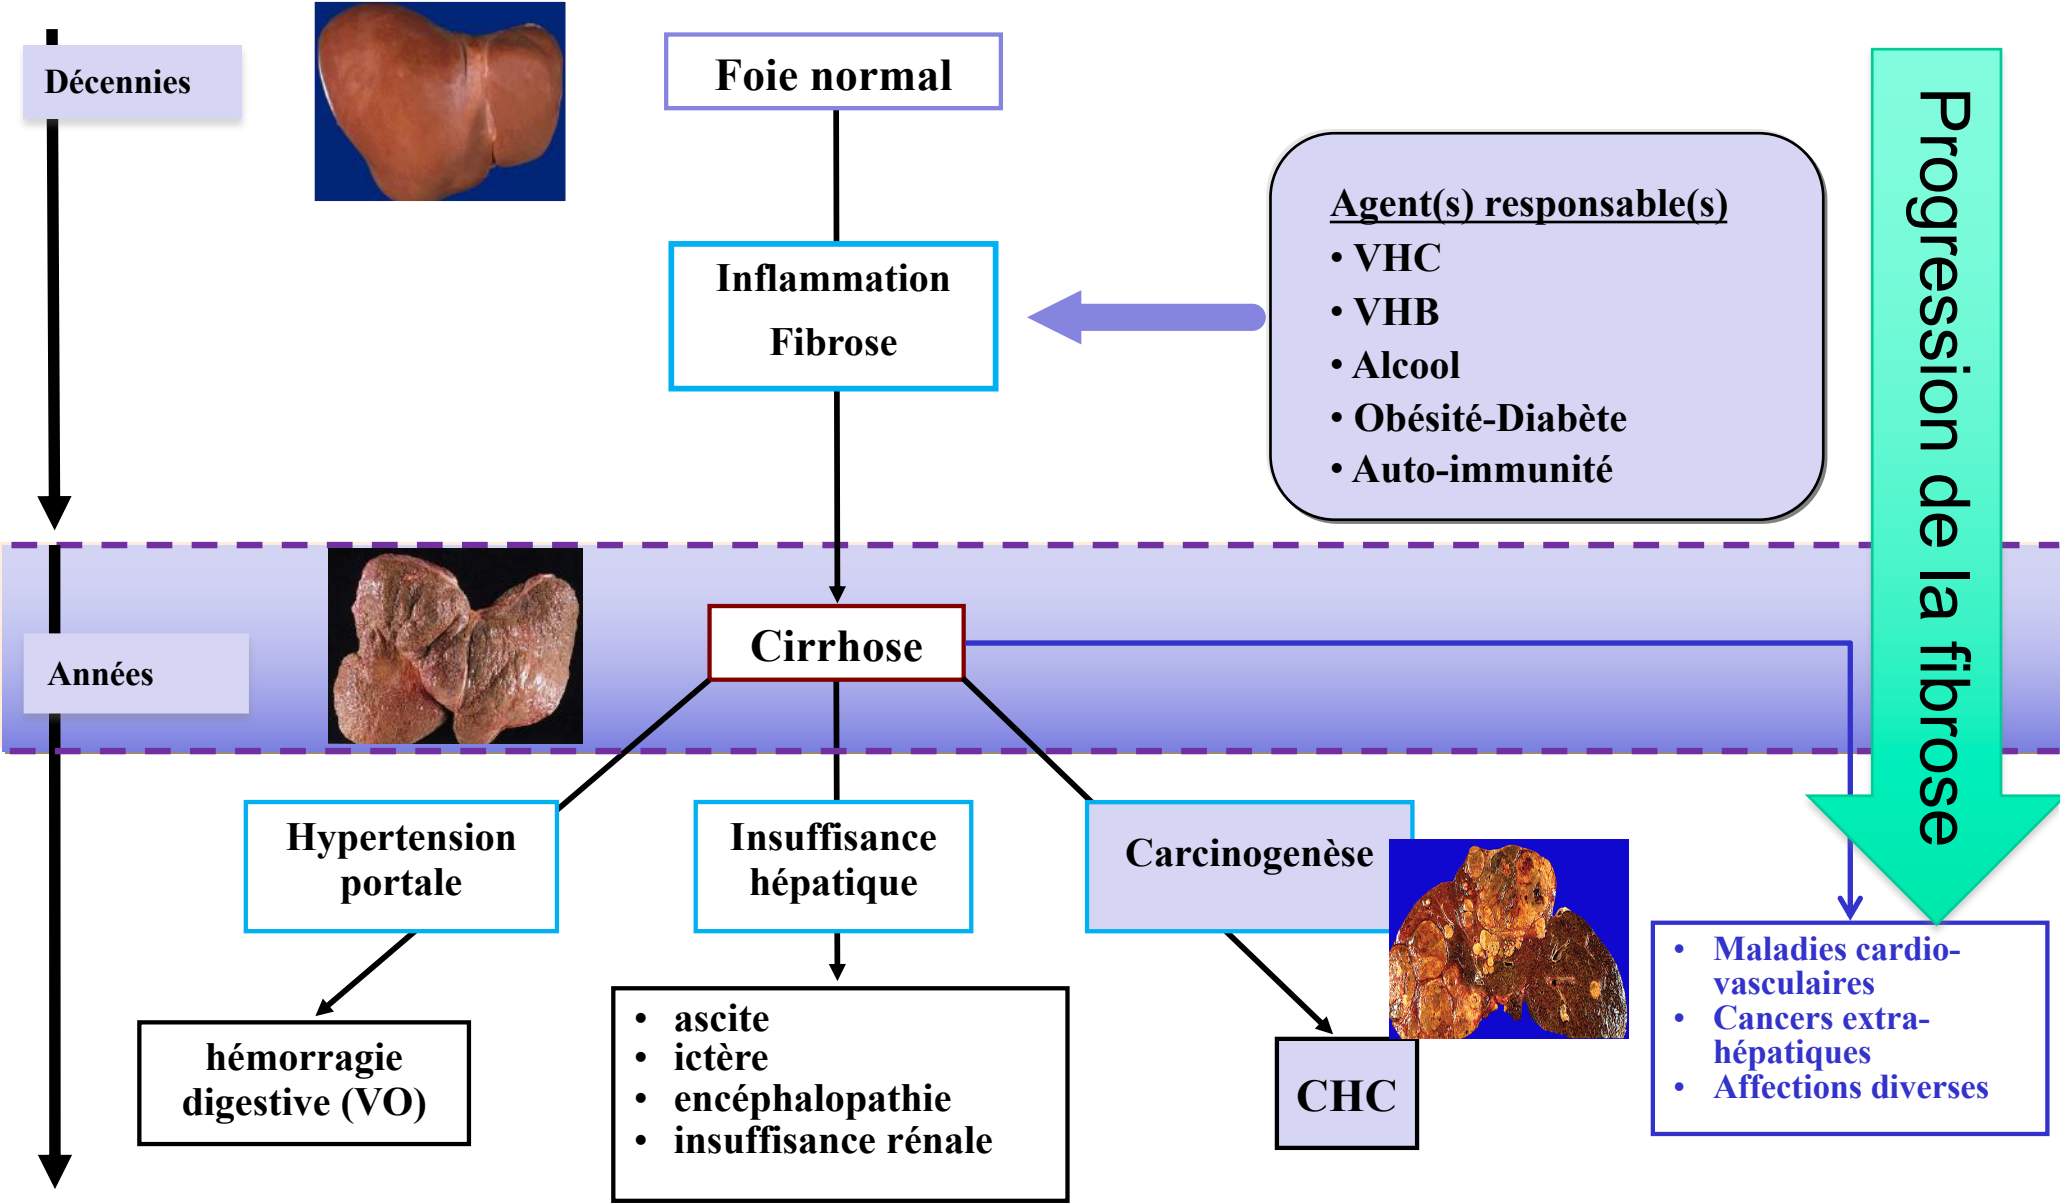 Décennies
Foie normal
Inflammation
Fibrose
Agent(s) responsable(s)
• VHC
• VHB
• Alcool
• Obésité-Diabète
• Auto-immunité
Progression de la fibrose
Années
Cirrhose
Hypertension
portale
Insuffisance
hépatique
Carcinogenèse
hémorragie
digestive (VO)
• ascite
• ictère
• encéphalopathie
• insuffisance rénale
CHC
• Maladies cardio-
vasculaires
• Cancers extra-
hépatiques
• Affections diverses